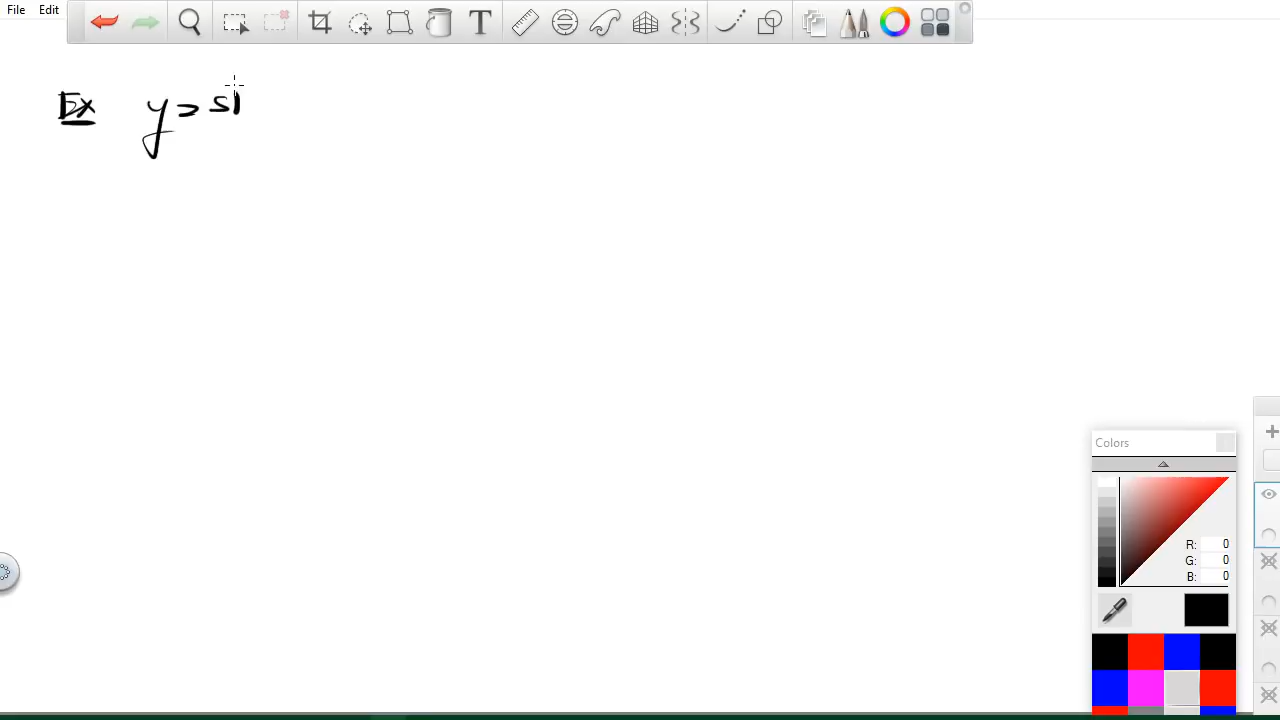 File Edit
T
Ex y = si
Colors
R: 0
G: 0
B: 0